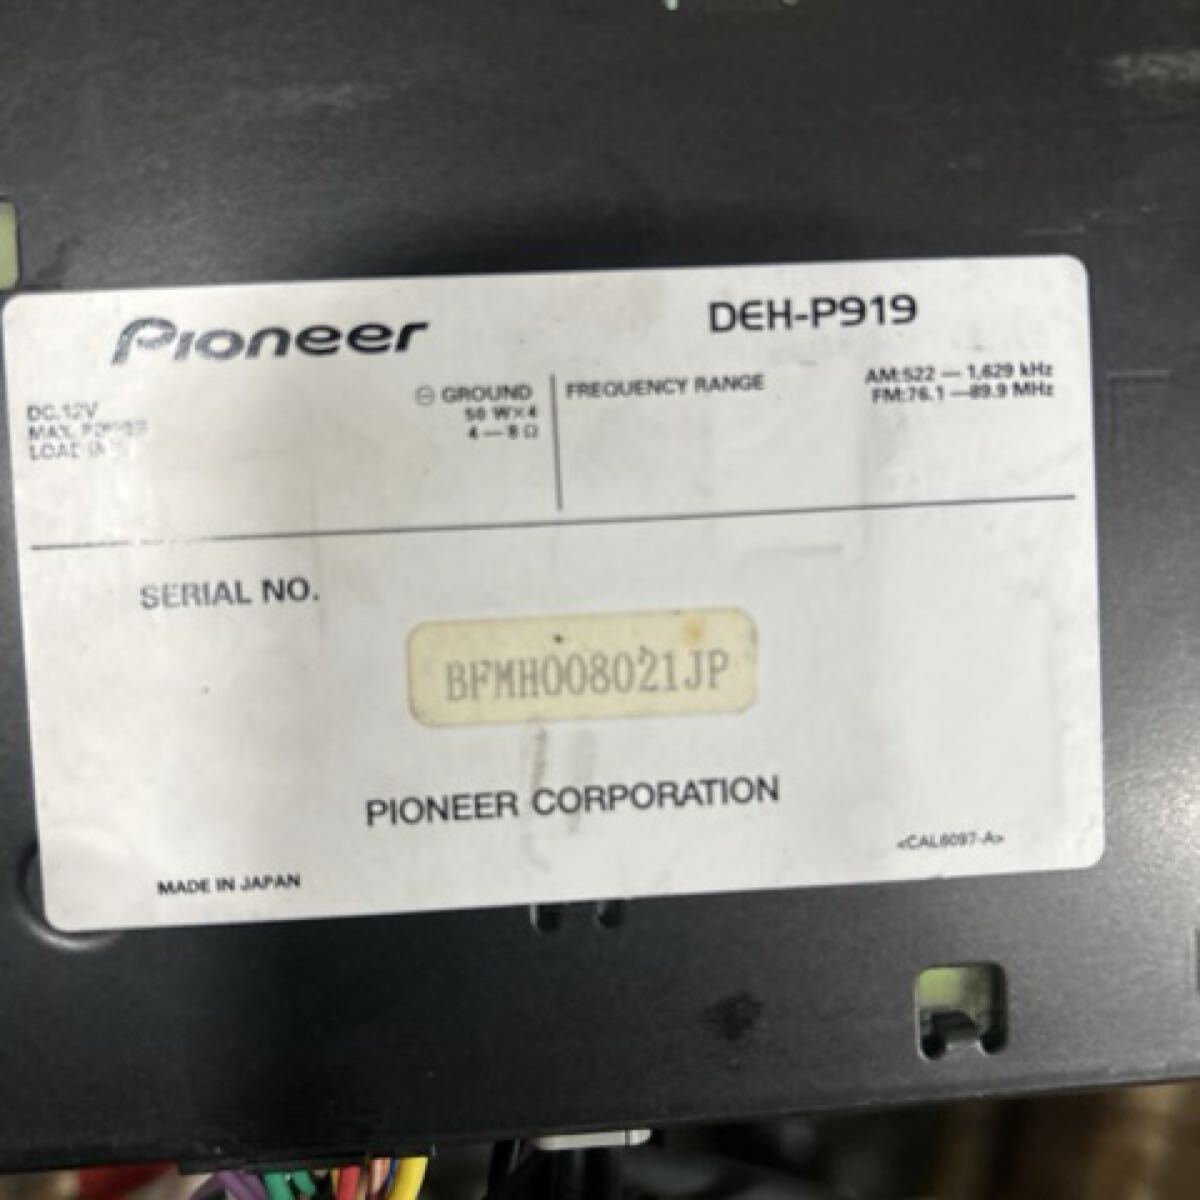 Pioneer
DEH-P919
DC.12V
⊖ GROUND
MAX.
50 W×4
LOAD
4 — 8 Ω
FREQUENCY RANGE
AM:522 — 1,629 kHz
FM:76.1 — 89.9 MHz
SERIAL NO.
BFMH008021JP
PIONEER CORPORATION
<CAL6097-A>
MADE IN JAPAN